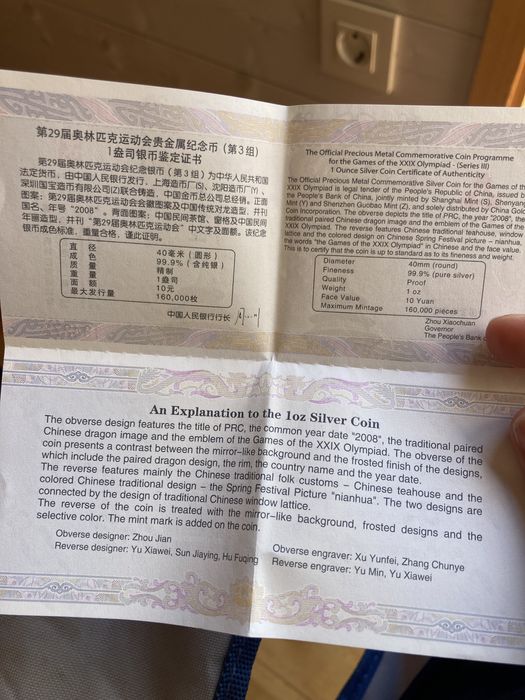 第29届奥林匹克运动会贵金属纪念币（第3组）
1盎司银币鉴定证书
第29届奥林匹克运动会纪念银币（第3组）为中华人民共和国
法定货币，由中国人民银行发行，上海造币厂(S)、沈阳造币厂(Y)、
深圳国宝造币有限公司(Z)联合铸造，中国金币总公司总经销。正面
图案：第29届奥林匹克运动会会徽图案及中国传统对龙造型，并刊
国名、年号"2008"。背面图案：中国民间茶馆、窗格及中国民间
年画造型，并刊"第29届奥林匹克运动会"中文字及面额。该纪念
银币成色标准，重量合格，谨此证明。
直 径 40毫米（圆形）
成 色 99.9%（含纯银）
质 量 精制
重 量 1盎司
面 额 10元
最大发行量 160,000枚
中国人民银行行长
The Official Precious Metal Commemorative Coin Programme
for the Games of the XXIX Olympiad - (Series III)
1 Ounce Silver Coin Certificate of Authenticity
The Official Precious Metal Commemorative Silver Coin for the Games of the
XXIX Olympiad is legal tender of the People's Republic of China, issued by
the People's Bank of China, jointly minted by Shanghai Mint (S), Shenyang
Mint (Y) and Shenzhen Guobao Mint (Z), and solely distributed by China Gold
Coin Incorporation. The obverse depicts the title of PRC, the year "2008", the
traditional paired Chinese dragon image and the emblem of the Games of the
XXIX Olympiad. The reverse features Chinese teahouse, window
lattice and the colored design on Chinese Spring Festival picture - nianhua,
the words "the Games of the XXIX Olympiad" in Chinese and the face value.
This is to certify that the coin is up to standard as to its fineness and weight.
Diameter 40mm (round)
Fineness 99.9% (pure silver)
Quality Proof
Weight 1 oz
Face Value 10 Yuan
Maximum Mintage 160,000 pieces
Zhou Xiaochuan
Governor
The People's Bank
An Explanation to the 1oz Silver Coin
The obverse design features the title of PRC, the common year date "2008", the traditional paired
Chinese dragon image and the emblem of the Games of the XXIX Olympiad. The obverse of the
coin presents a contrast between the mirror-like background and the frosted finish of the designs,
which include the paired dragon design, the rim, the country name and the year date.
The reverse features mainly the Chinese traditional folk customs - Chinese teahouse and the
colored Chinese traditional design - the Spring Festival Picture "nianhua". The two designs are
connected by the design of traditional Chinese window lattice.
The reverse of the coin is treated with the mirror-like background, frosted designs and the
selective color. The mint mark is added on the coin.
Obverse designer: Zhou Jian
Reverse designer: Yu Xiawei, Sun Jiaying, Hu Fuqing
Obverse engraver: Xu Yunfei, Zhang Chunye
Reverse engraver: Yu Min, Yu Xiawei